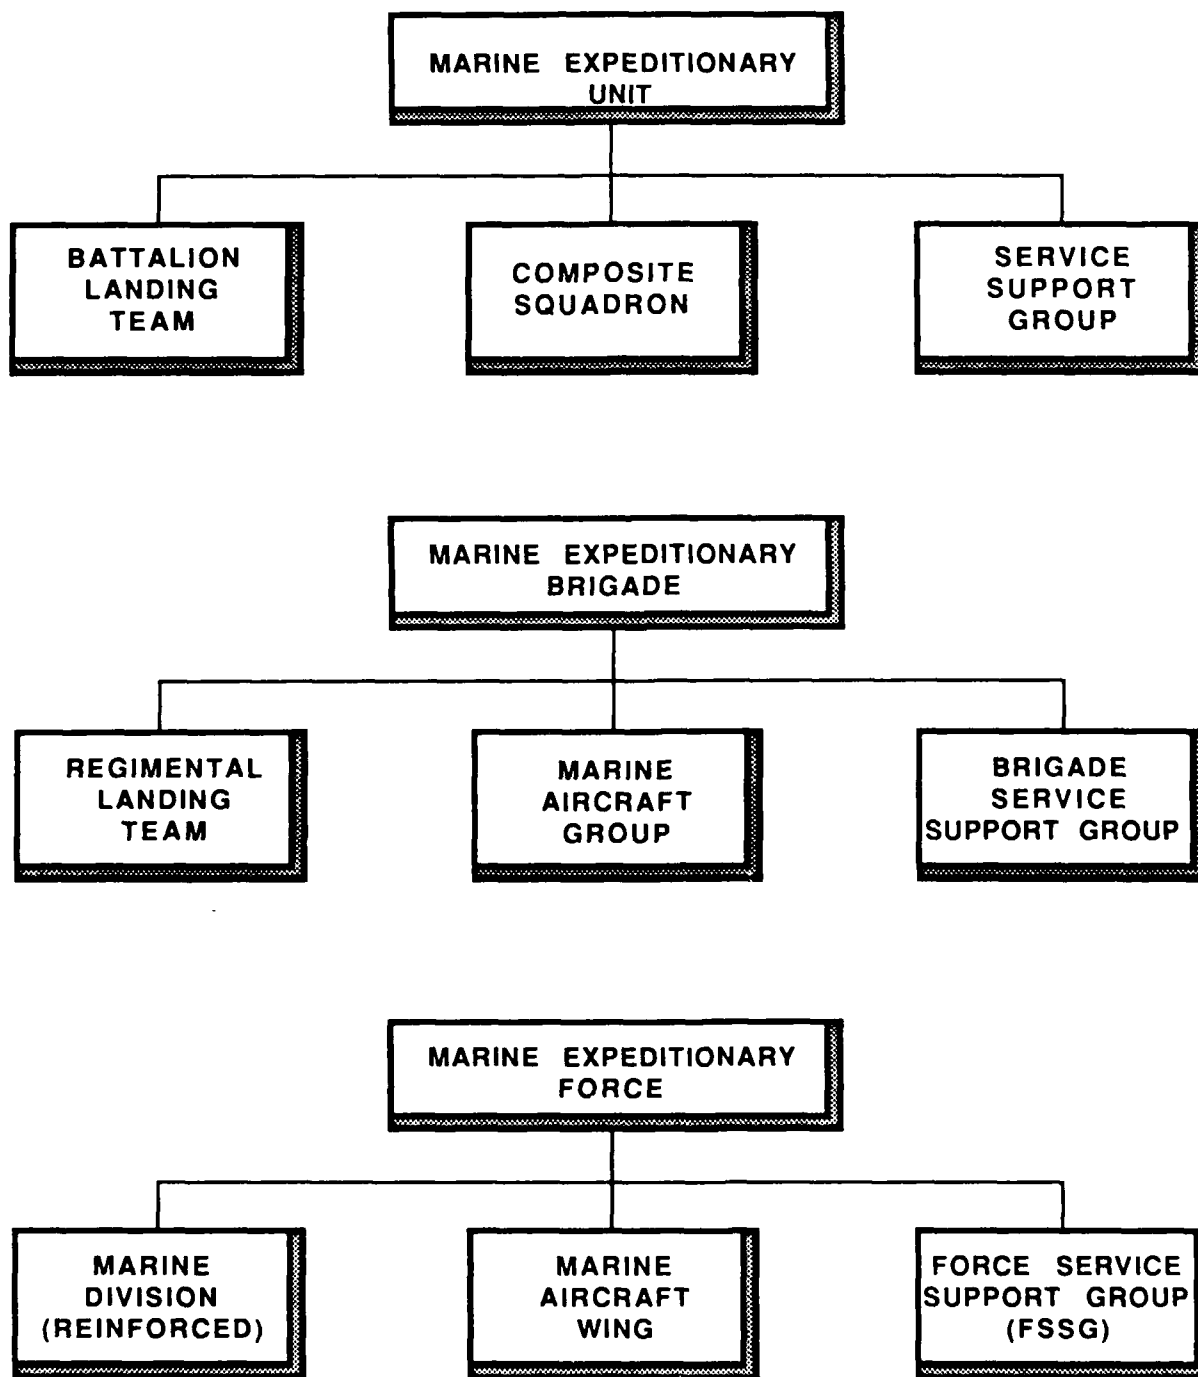 MARINE EXPEDITIONARY
UNIT
BATTALION
LANDING
TEAM
COMPOSITE
SQUADRON
SERVICE
SUPPORT
GROUP
MARINE EXPEDITIONARY
BRIGADE
REGIMENTAL
LANDING
TEAM
MARINE
AIRCRAFT
GROUP
BRIGADE
SERVICE
SUPPORT GROUP
MARINE EXPEDITIONARY
FORCE
MARINE
DIVISION
(REINFORCED)
MARINE
AIRCRAFT
WING
FORCE SERVICE
SUPPORT GROUP
(FSSG)